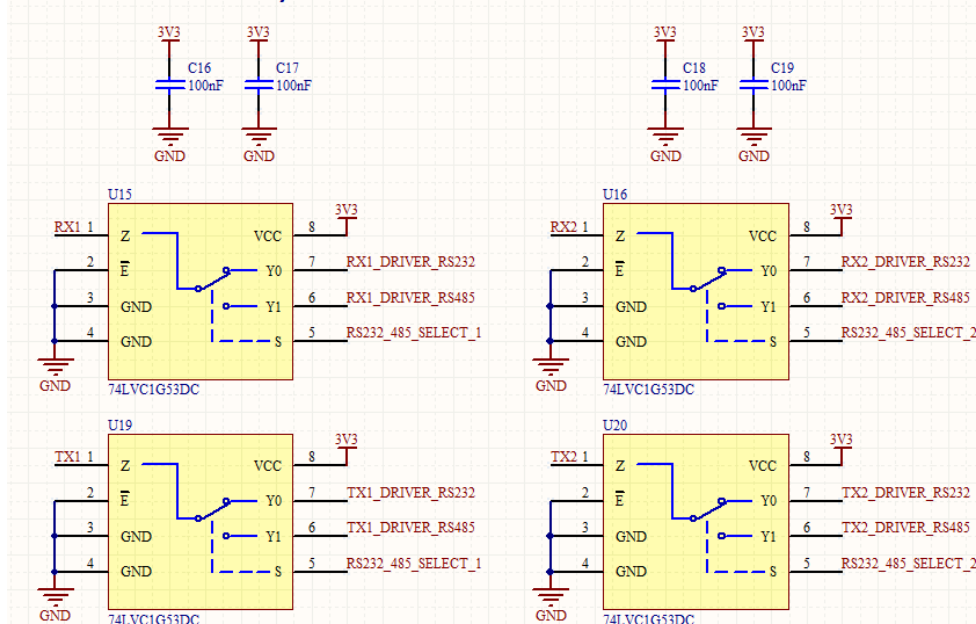 3V3 3V3 3V3 3V3
C16 C17 C18 C19
100nF 100nF 100nF 100nF
GND GND GND GND
U15
3V3
RX1 1 Z VCC 8
2 E Y0 7 RX1_DRIVER_RS232
3 GND Y1 6 RX1_DRIVER_RS485
4 GND S 5 RS232_485_SELECT_1
GND
74LVC1G53DC
U16
3V3
RX2 1 Z VCC 8
2 E Y0 7 RX2_DRIVER_RS232
3 GND Y1 6 RX2_DRIVER_RS485
4 GND S 5 RS232_485_SELECT_2
GND
74LVC1G53DC
U19
3V3
TX1 1 Z VCC 8
2 E Y0 7 TX1_DRIVER_RS232
3 GND Y1 6 TX1_DRIVER_RS485
4 GND S 5 RS232_485_SELECT_1
GND
74LVC1G53DC
U20
3V3
TX2 1 Z VCC 8
2 E Y0 7 TX2_DRIVER_RS232
3 GND Y1 6 TX2_DRIVER_RS485
4 GND S 5 RS232_485_SELECT_2
GND
74LVC1G53DC